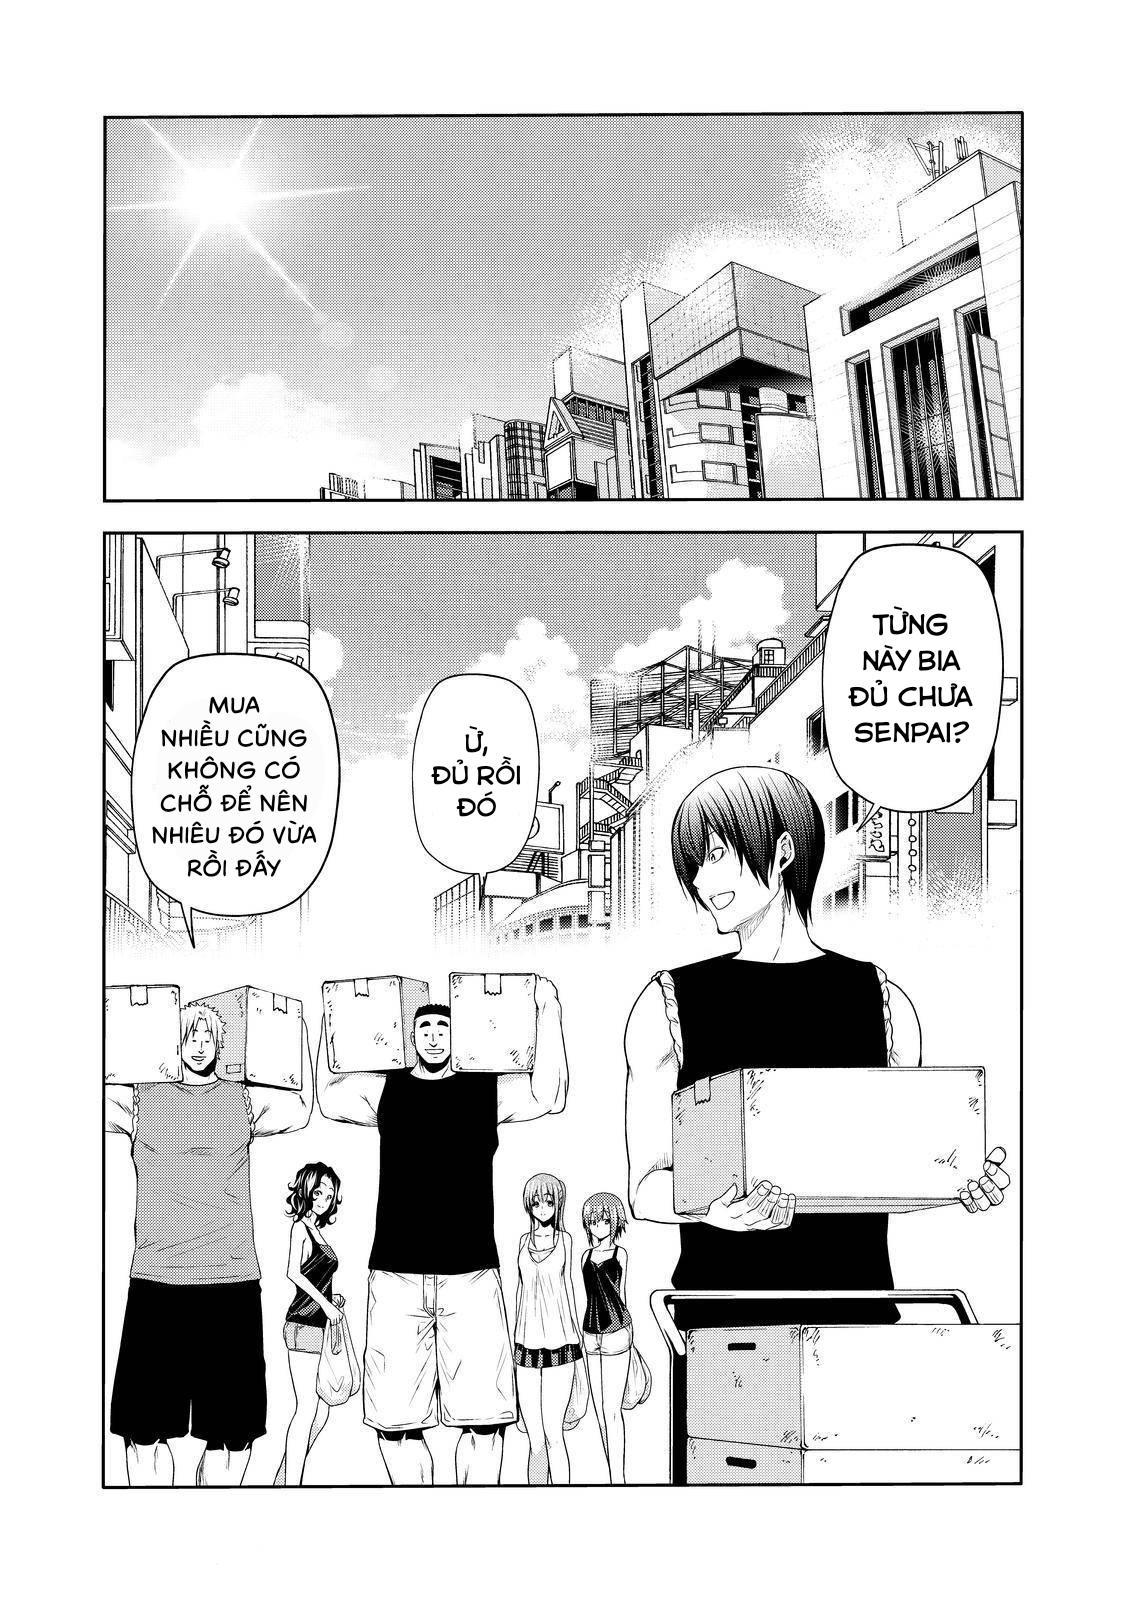 TỪNG
NÀY BIA
ĐỦ CHƯA
SENPAI?
Ừ,
ĐỦ RỒI
ĐÓ
MUA
NHIỀU CŨNG
KHÔNG CÓ
CHỖ ĐỂ NÊN
NHIÊU ĐÓ VỪA
RỒI ĐẤY